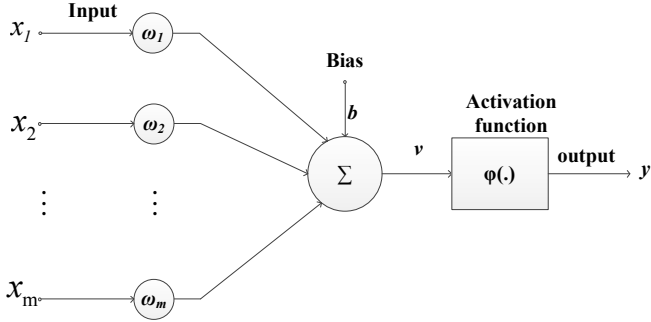 Input
x1
ω1
Bias
b
x2
ω2
Activation
function
Σ
v
φ(.)
output
y
⋮ ⋮
xm
ωm